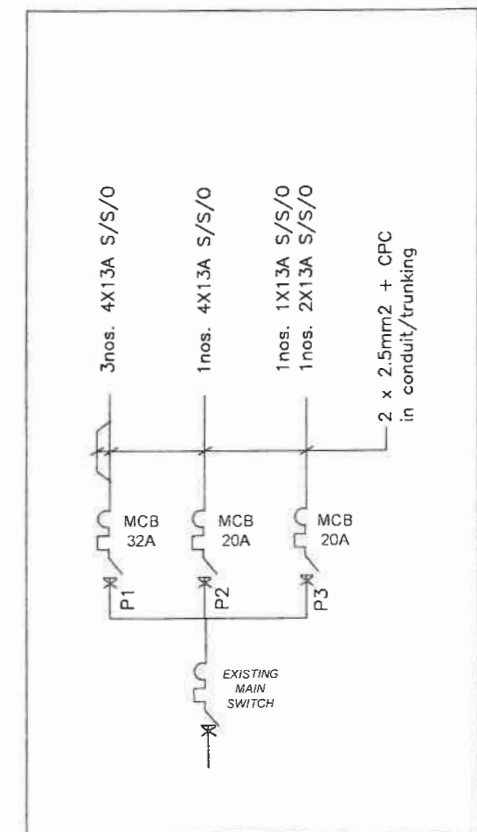 3nos. 4X13A S/S/O
1nos. 4X13A S/S/O
1nos. 1X13A S/S/O
1nos. 2X13A S/S/O
2 x 2.5mm2 + CPC
in conduit/trunking
MCB
32A
MCB
20A
MCB
20A
P1
P2
P3
EXISTING
MAIN
SWITCH